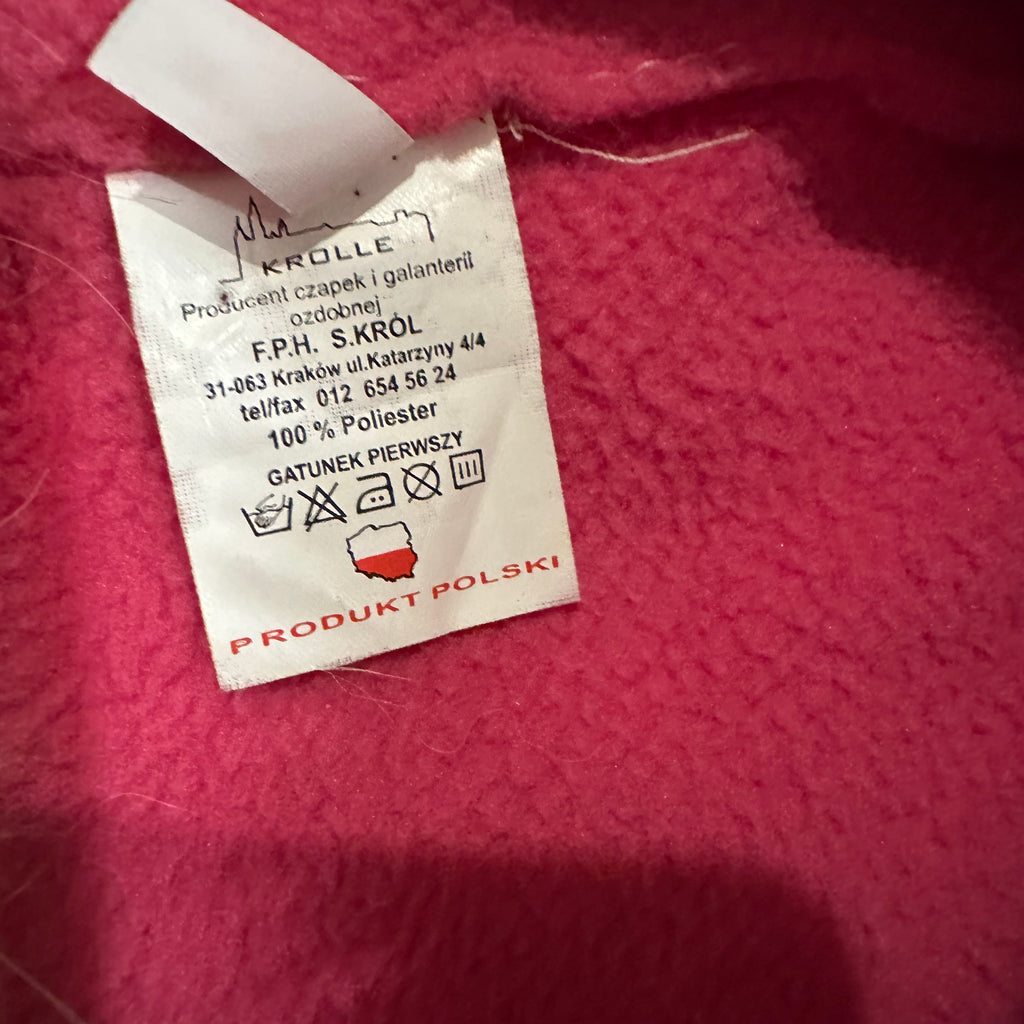 KROLLE
Producent czapek i galanterii
ozdobnej
F.P.H. S.KRÓL
31-063 Kraków ul.Katarzyny 4/4
tel/fax 012 654 56 24
100 % Poliester
GATUNEK PIERWSZY
PRODUKT POLSKI